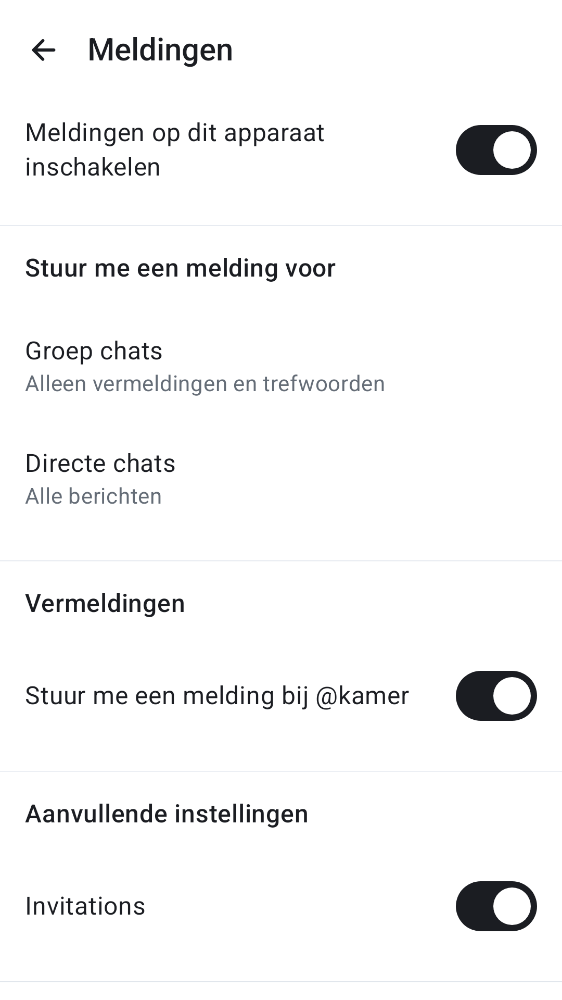 Meldingen
Meldingen op dit apparaat
inschakelen
Stuur me een melding voor
Groep chats
Alleen vermeldingen en trefwoorden
Directe chats
Alle berichten
Vermeldingen
Stuur me een melding bij @kamer
Aanvullende instellingen
Invitations